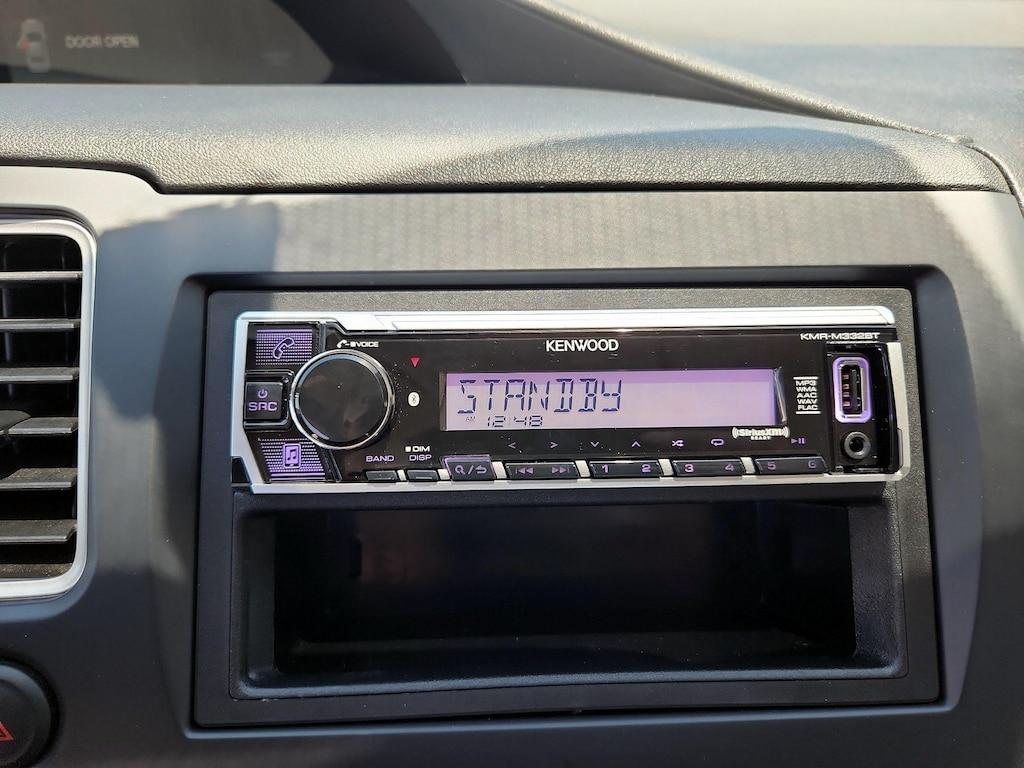 DOOR OPEN
VOICE
KENWOOD
KMR-M332BT
SRC
STANDBY
AM 12:48
MP3
WMA
AAC
WAV
FLAC
((SiriusXM))
READY
BAND
DIM
DISP
1 2 3 4 5 6